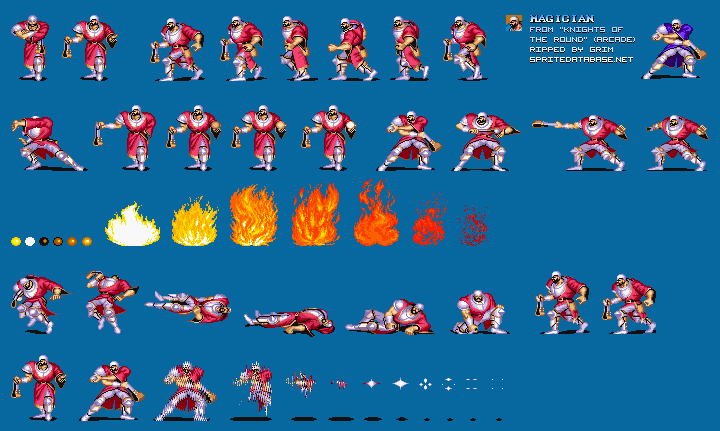 MAGICIAN
FROM "KNIGHTS OF
THE ROUND" (ARCADE)
RIPPED BY GRIM
SPRITEDATABASE.NET